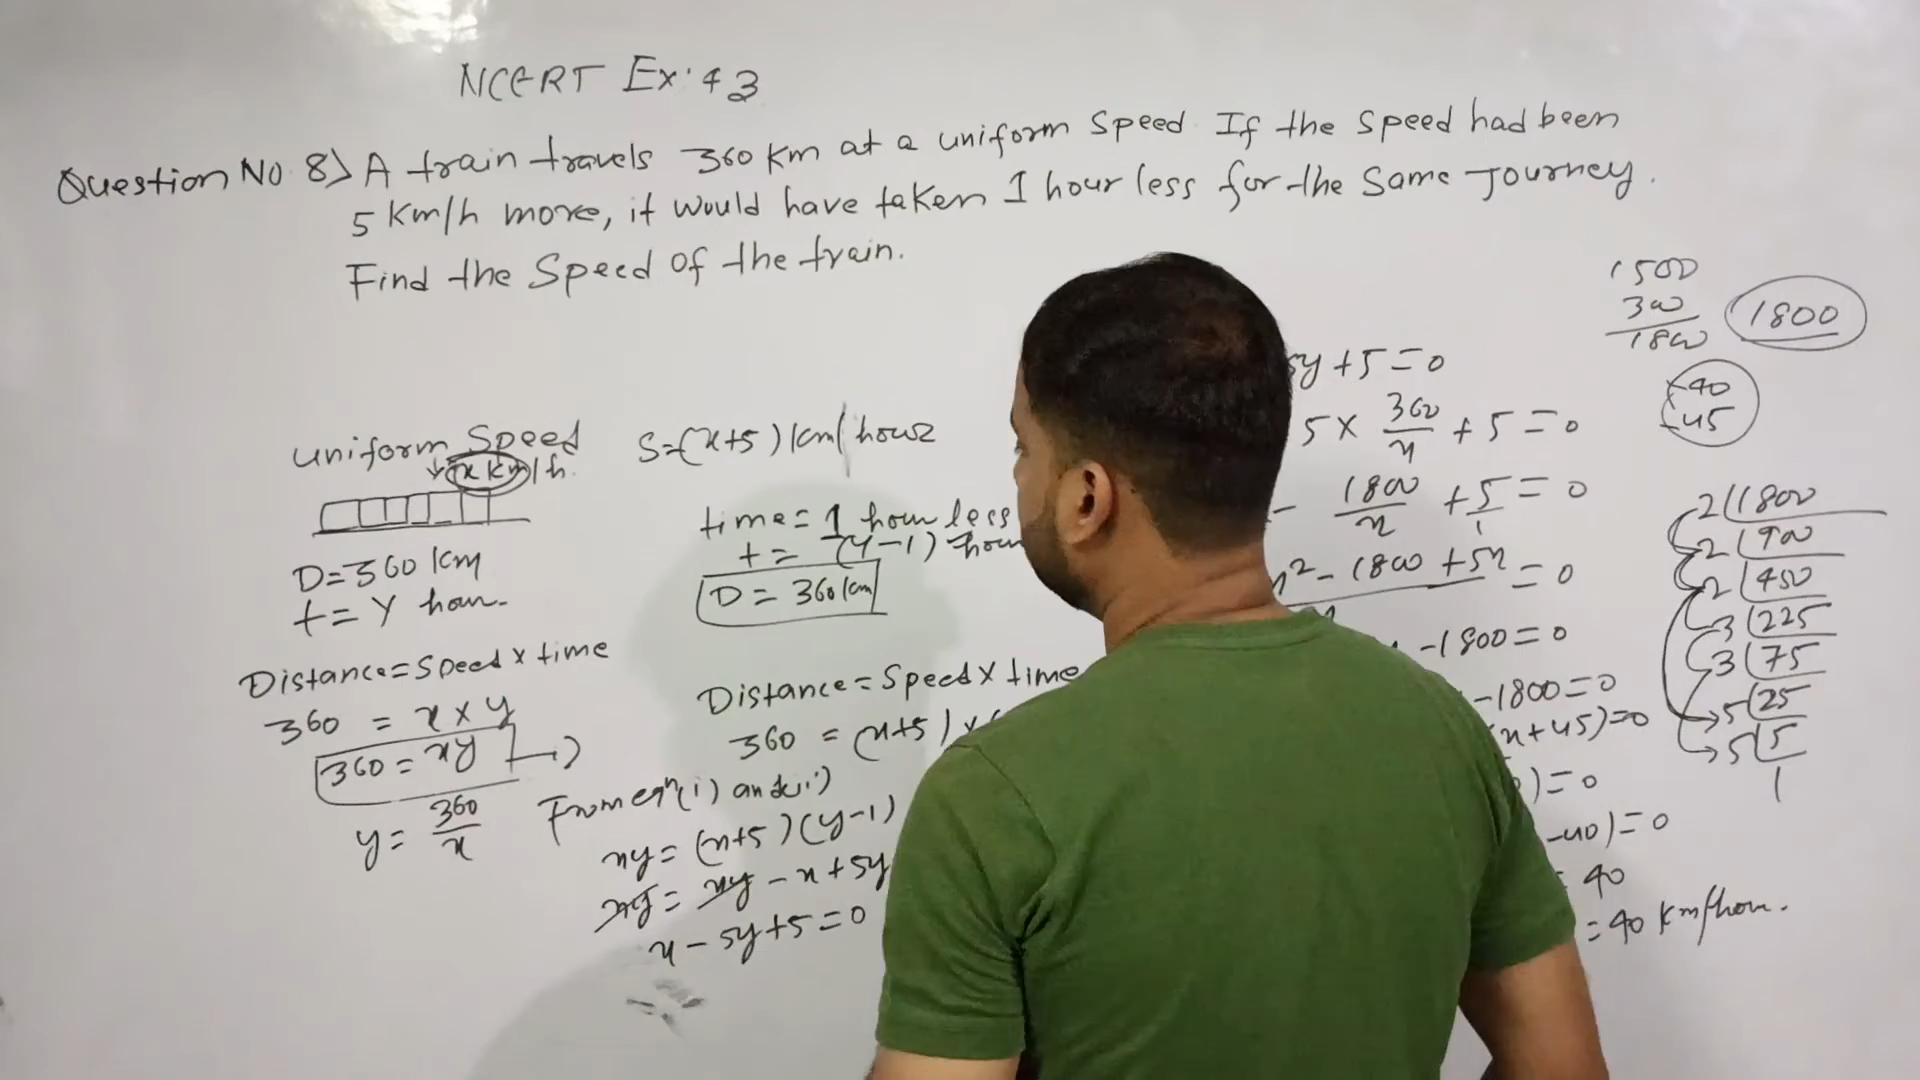 NCERT Ex. 4 3
Question No 8) A train travels 360 km at a uniform speed. If the speed had been
5 km/h more, it would have taken 1 hour less for the same Journey.
Find the Speed of the train.
uniform Speed
x km/h.
D=360 km
t= y hour-
Distance=Speed x time
360 = x x y
360 = xy
y= 360/x
S=(x+5) km/hour
time= 1 hour less
t= (y-1) hour
D= 360 km
Distance= Speed x time
360 = (x+5) x
From eqn (i) and ii)
xy= (x+5)(y-1)
xy= xy - x + 5y
x - 5y+5=0
5y +5=0
5 x 360/x + 5 = 0
- 1800/x + 5/1 = 0
x² - 1800 + 5x = 0
-1800=0
-1800=0
(x+45)=0
)=0
-40)=0
= 40
= 40 km/hour.
1500
300
1800
1800
40
45
2 1800
2 900
2 450
3 225
3 75
5 25
5 5
1